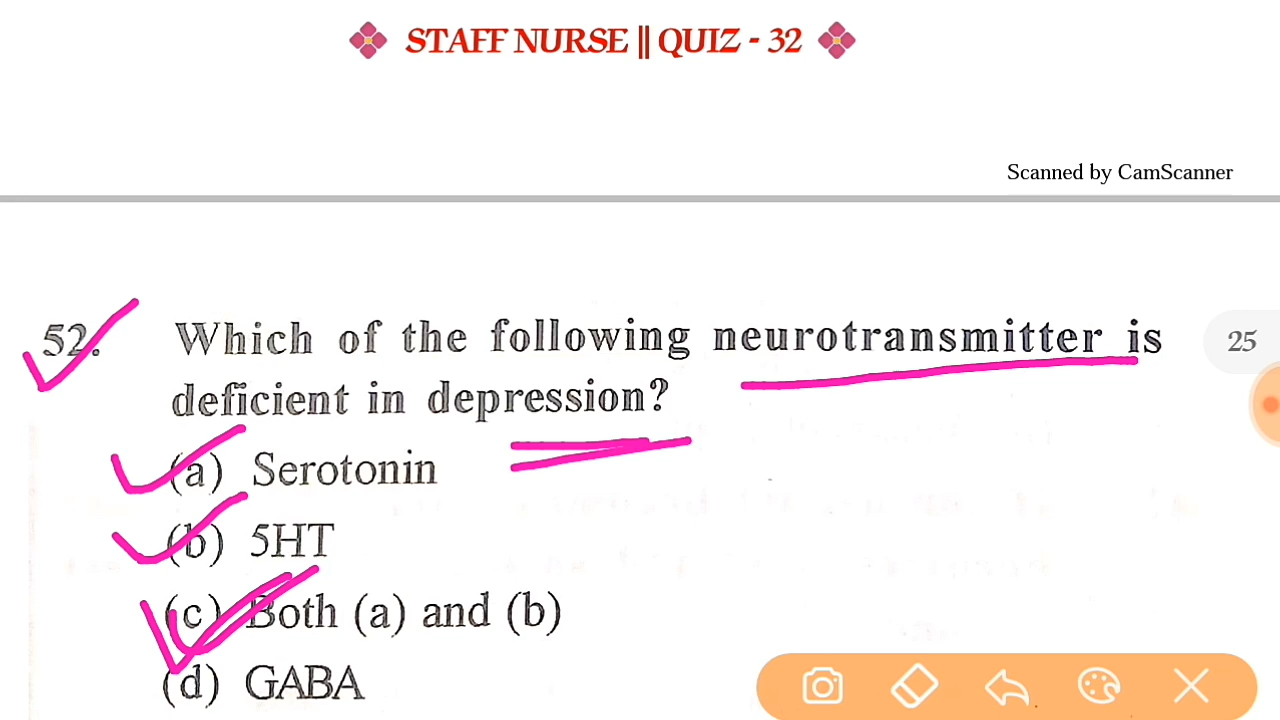 STAFF NURSE || QUIZ - 32
Scanned by CamScanner
52. Which of the following neurotransmitter is
25
deficient in depression?
(a) Serotonin
(b) 5HT
(c) Both (a) and (b)
(d) GABA